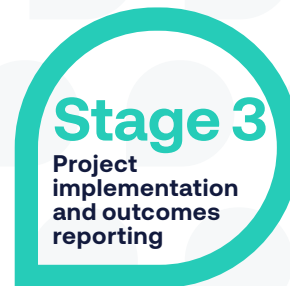 Stage 3
Project
implementation
and outcomes
reporting